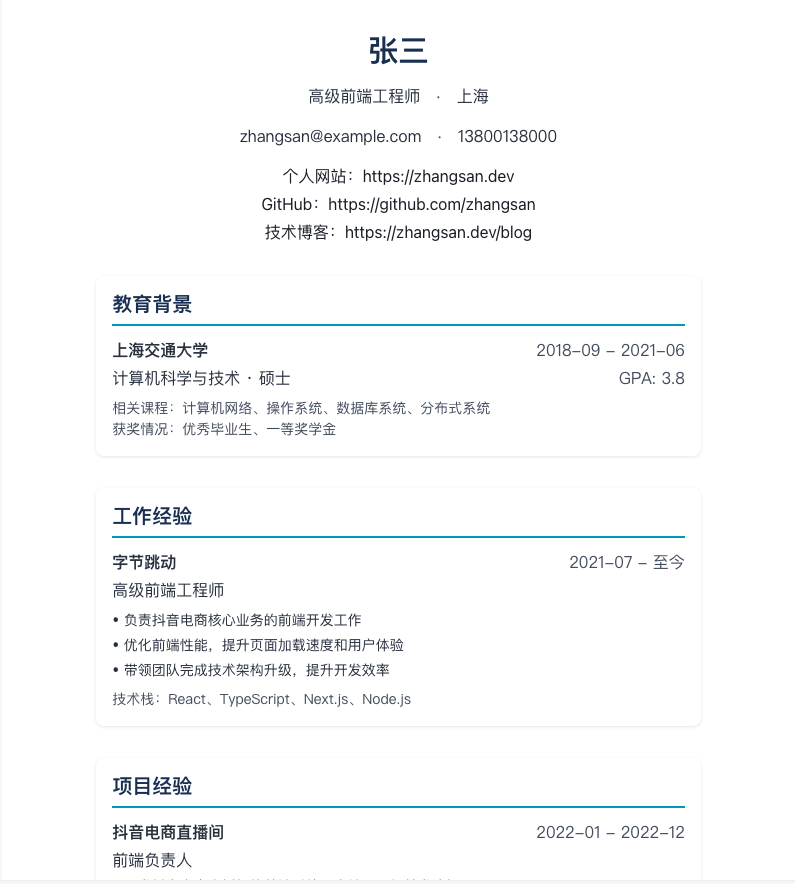 张三
高级前端工程师 · 上海
zhangsan@example.com · 13800138000
个人网站：https://zhangsan.dev
GitHub：https://github.com/zhangsan
技术博客：https://zhangsan.dev/blog
教育背景
上海交通大学 2018-09 - 2021-06
计算机科学与技术 · 硕士 GPA: 3.8
相关课程：计算机网络、操作系统、数据库系统、分布式系统
获奖情况：优秀毕业生、一等奖学金
工作经验
字节跳动 2021-07 - 至今
高级前端工程师
• 负责抖音电商核心业务的前端开发工作
• 优化前端性能，提升页面加载速度和用户体验
• 带领团队完成技术架构升级，提升开发效率
技术栈：React、TypeScript、Next.js、Node.js
项目经验
抖音电商直播间 2022-01 - 2022-12
前端负责人